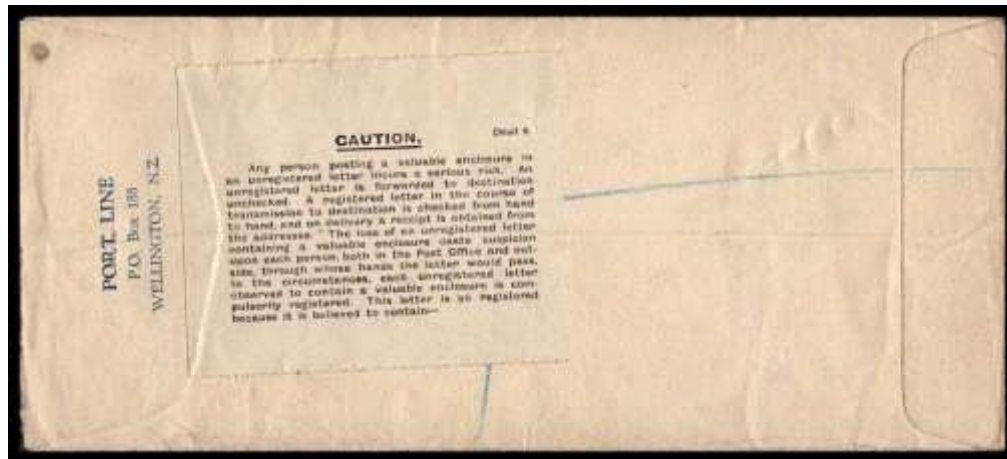 PORT LINE
P.O. Box 188
WELLINGTON, N.Z.
CAUTION.
Any person posting a valuable enclosure in
an unregistered letter incurs a serious risk. An
unregistered letter is forwarded to destination
unchecked. A registered letter in the course of
transmission to destination is checked from hand
to hand, and on delivery a receipt is obtained from
the addressee. The loss of an unregistered letter
containing a valuable enclosure casts suspicion
upon each person, both in the Post Office and out-
side, through whose hands the letter would pass.
In the circumstances, each unregistered letter
observed to contain a valuable enclosure is com-
pulsorily registered. This letter is so registered
because it is believed to contain—